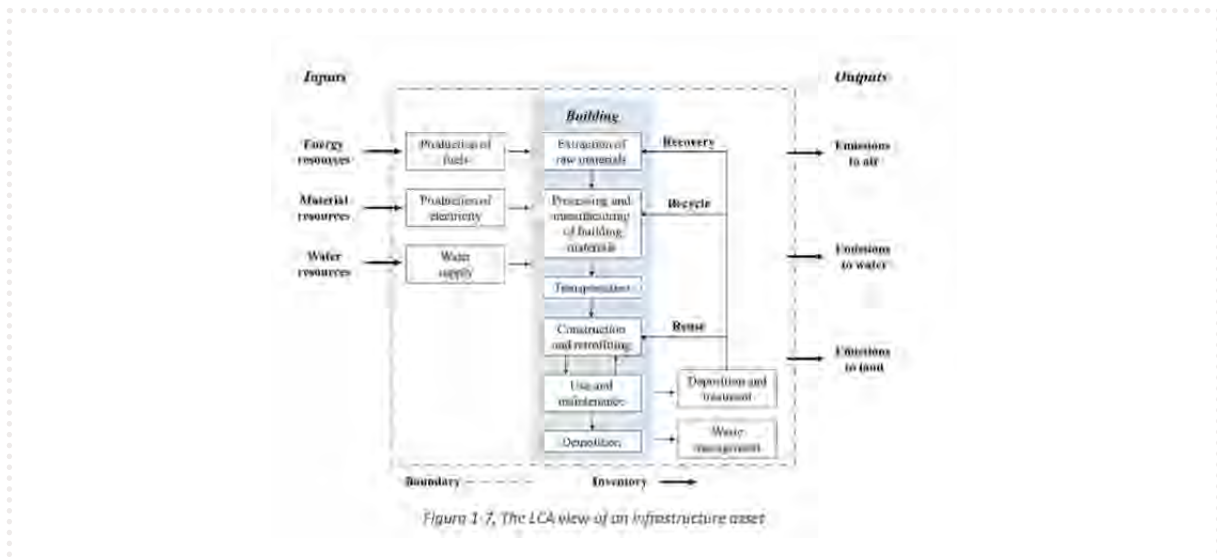 Inputs
Outputs
Building
Energy
resources
Production of
fuels
Extraction of
raw materials
Recovery
Emissions
to air
Material
resources
Production of
electricity
Processing and
manufacturing
of building
materials
Recycle
Water
resources
Water
supply
Emissions
to water
Transportation
Construction
and retrofitting
Reuse
Emissions
to land
Use and
maintenance
Deposition and
treatment
Demolition
Waste
management
Boundary
Inventory
Figure 1-7, The LCA view of an infrastructure asset